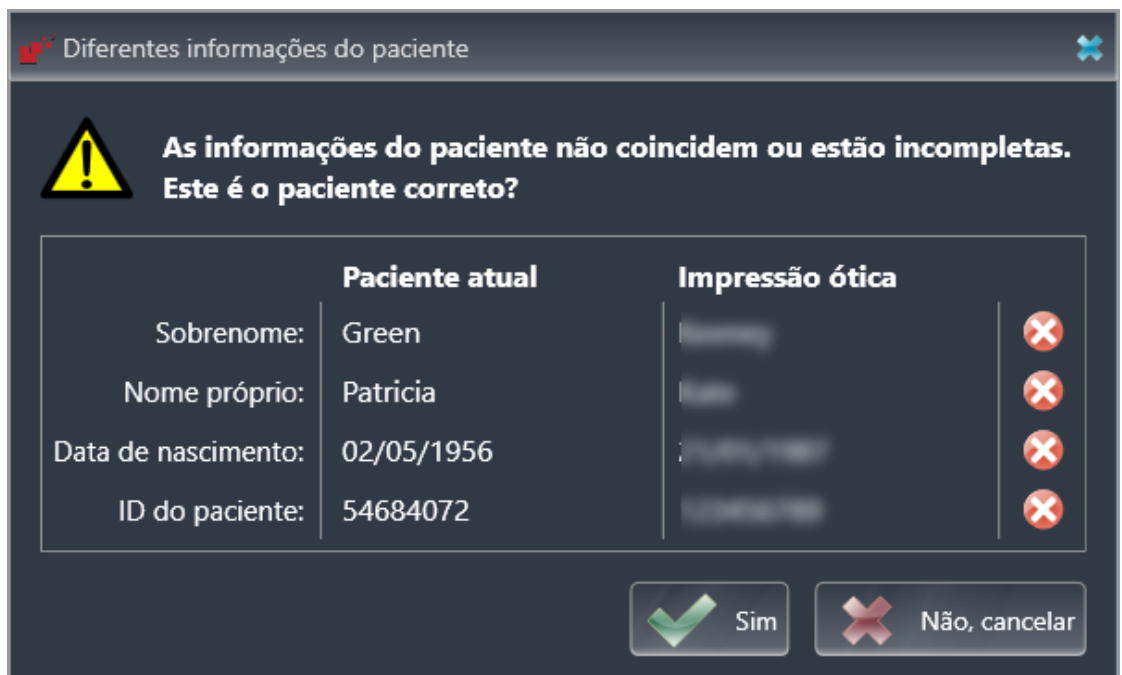 Diferentes informações do paciente
As informações do paciente não coincidem ou estão incompletas.
Este é o paciente correto?
Paciente atual Impressão ótica
Sobrenome: Green
Nome próprio: Patricia
Data de nascimento: 02/05/1956
ID do paciente: 54684072
Sim Não, cancelar